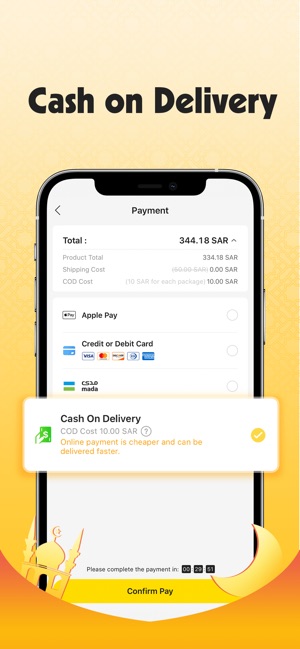 Cash on Delivery
Payment
Total : 344.18 SAR
Product Total 334.18 SAR
Shipping Cost (60.00 SAR) 0.00 SAR
COD Cost (10 SAR for each package) 10.00 SAR
Pay Apple Pay
Credit or Debit Card
VISA
mada
Cash On Delivery
COD Cost 10.00 SAR ?
Online payment is cheaper and can be
delivered faster.
Please complete the payment in: 00 : 29 : 51
Confirm Pay